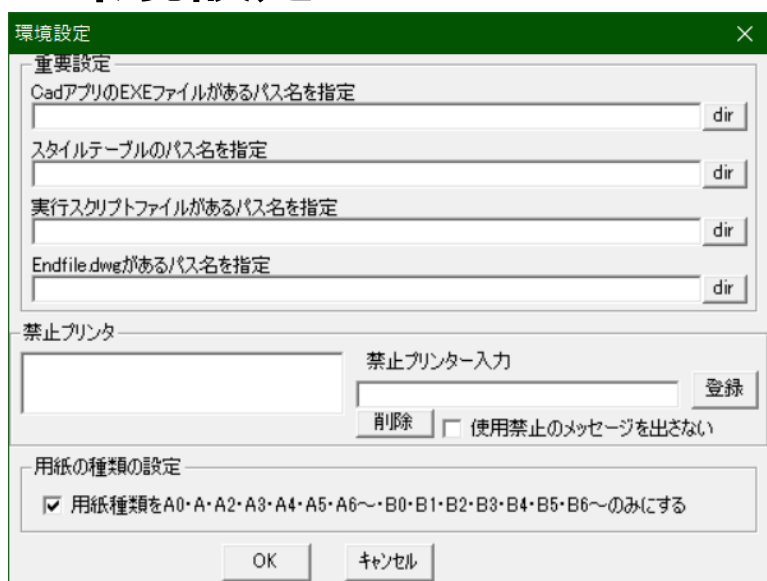 環境設定
重要設定
CadアプリのEXEファイルがあるパス名を指定
dir
スタイルテーブルのパス名を指定
dir
実行スクリプトファイルがあるパス名を指定
dir
Endfile.dwgがあるパス名を指定
dir
禁止プリンタ
禁止プリンター入力
登録
削除 使用禁止のメッセージを出さない
用紙の種類の設定
用紙種類をA0・A・A2・A3・A4・A5・A6～・B0・B1・B2・B3・B4・B5・B6～のみにする
OK キャンセル